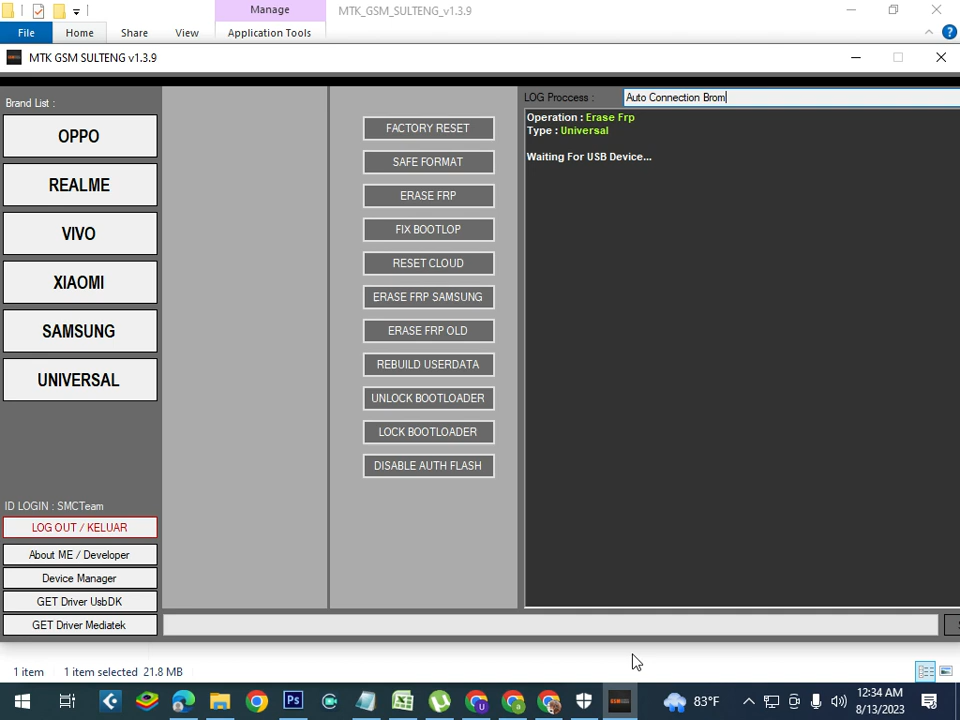 Manage
MTK_GSM_SULTENG_v1.3.9
File
Home
Share
View
Application Tools
MTK GSM SULTENG v1.3.9
Brand List :
OPPO
REALME
VIVO
XIAOMI
SAMSUNG
UNIVERSAL
ID LOGIN : SMCTeam
LOG OUT / KELUAR
About ME / Developer
Device Manager
GET Driver UsbDK
GET Driver Mediatek
FACTORY RESET
SAFE FORMAT
ERASE FRP
FIX BOOTLOP
RESET CLOUD
ERASE FRP SAMSUNG
ERASE FRP OLD
REBUILD USERDATA
UNLOCK BOOTLOADER
LOCK BOOTLOADER
DISABLE AUTH FLASH
LOG Proccess :
Auto Connection Brom
Operation : Erase Frp
Type : Universal
Waiting For USB Device...
1 item
1 item selected 21.8 MB
Ps
83°F
12:34 AM
8/13/2023